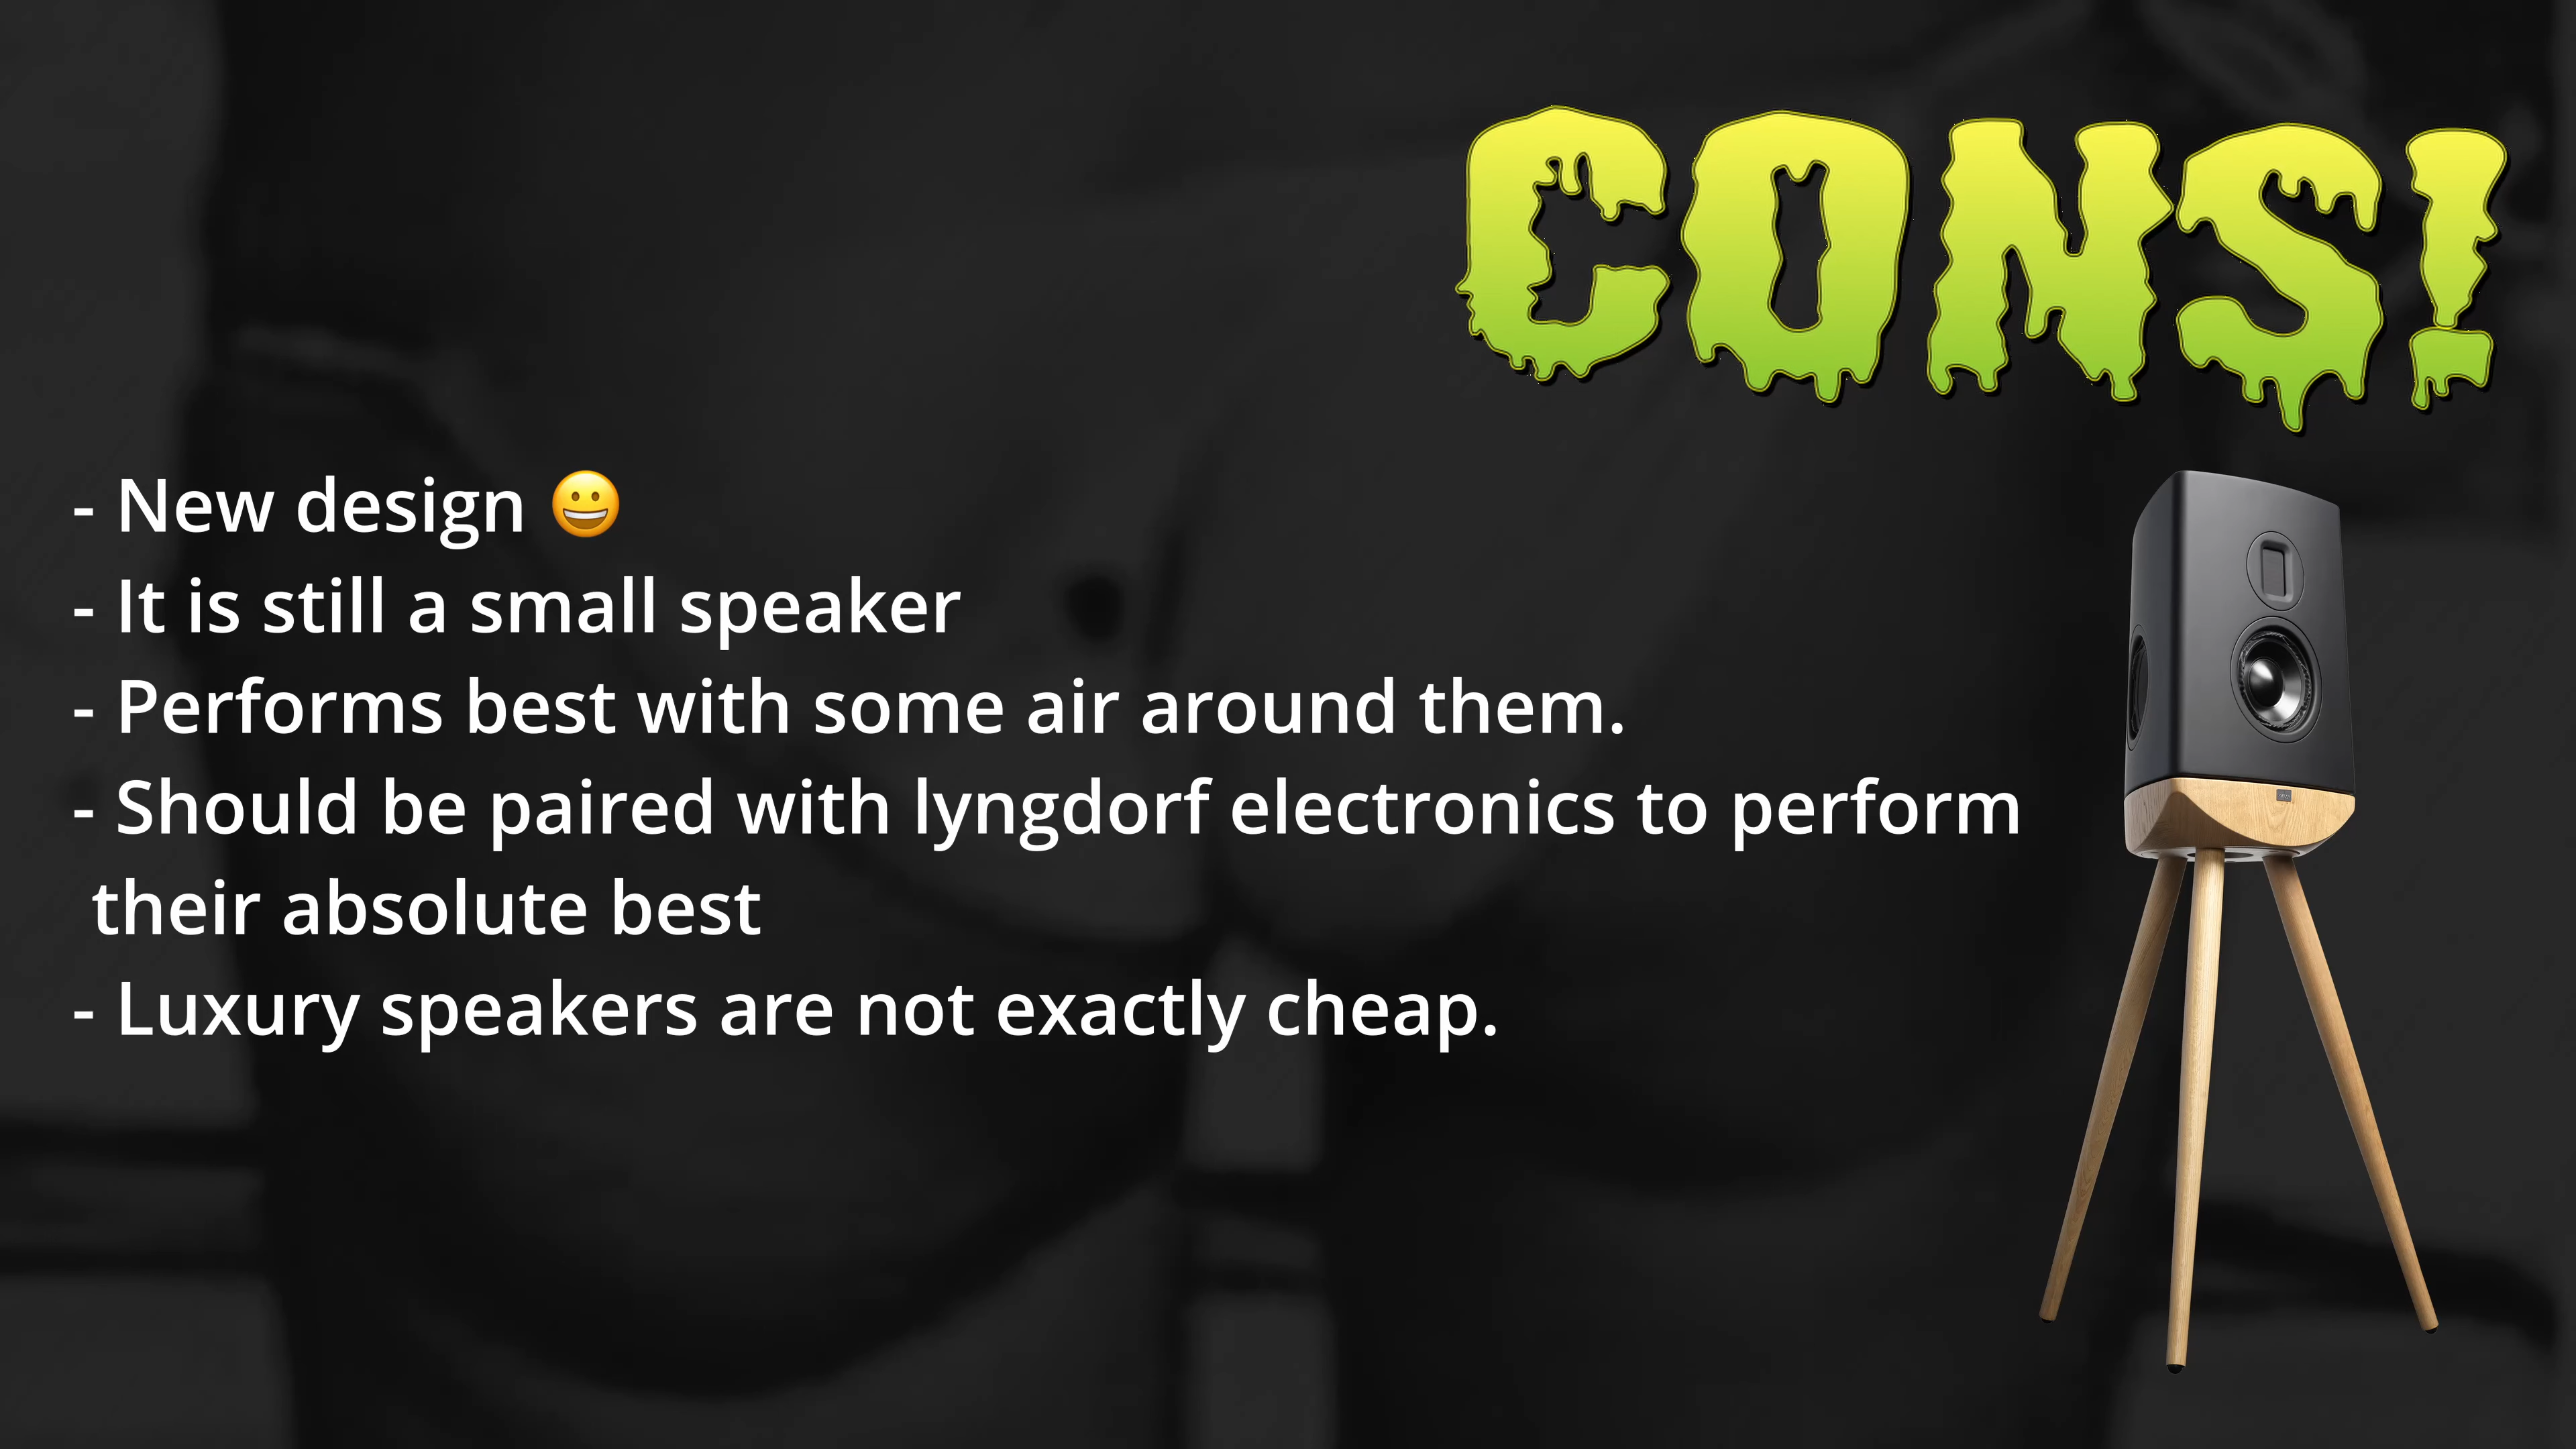 CONS!
- New design 😀
- It is still a small speaker
- Performs best with some air around them.
- Should be paired with lyngdorf electronics to perform
their absolute best
- Luxury speakers are not exactly cheap.